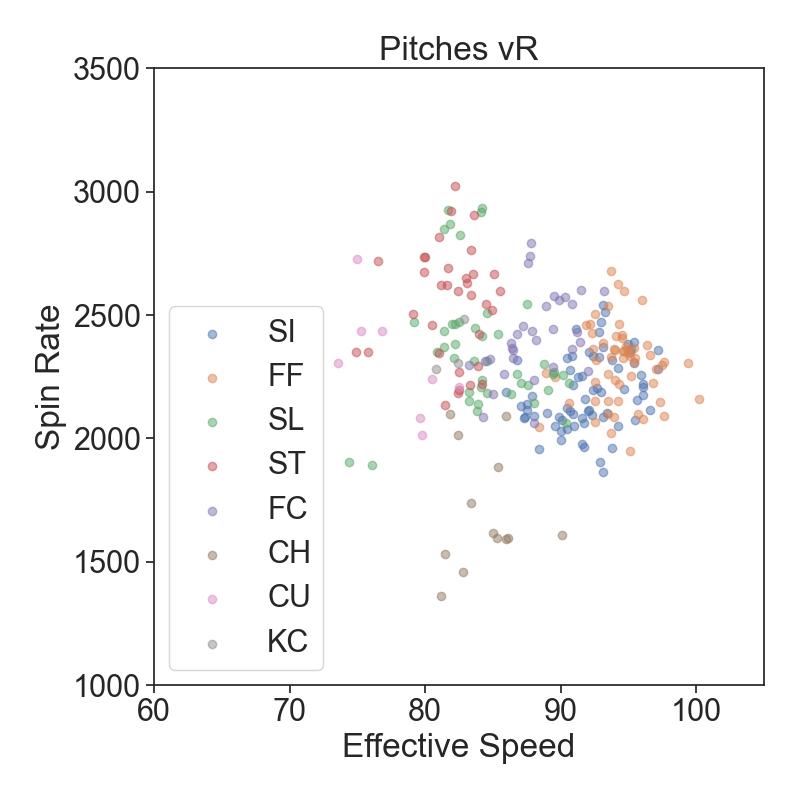 Pitches vR
3500
3000
2500
2000
1500
1000
Spin Rate
SI
FF
SL
ST
FC
CH
CU
KC
60 70 80 90 100
Effective Speed